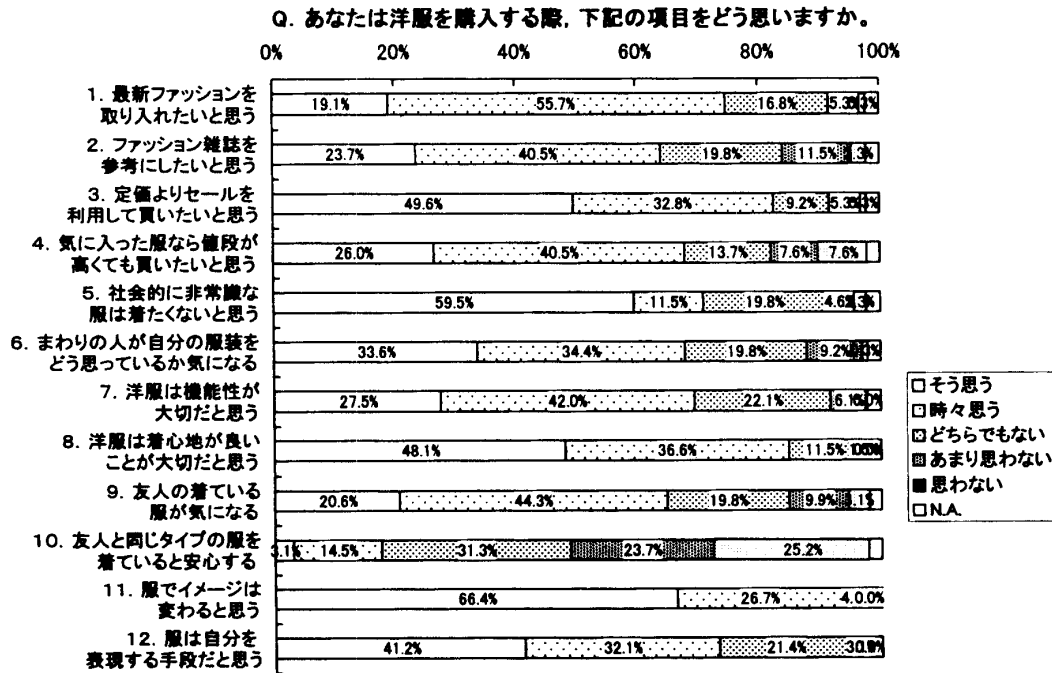 Q. あなたは洋服を購入する際, 下記の項目をどう思いますか。
0% 20% 40% 60% 80% 100%
1. 最新ファッションを
取り入れたいと思う
19.1% 55.7% 16.8%
2. ファッション雑誌を
参考にしたいと思う
23.7% 40.5% 19.8% 11.5%
3. 定価よりセールを
利用して買いたいと思う
49.6% 32.8% 9.2%
4. 気に入った服なら値段が
高くても買いたいと思う
26.0% 40.5% 13.7% 7.6% 7.6%
5. 社会的に非常識な
服は着たくないと思う
59.5% 11.5% 19.8%
6. まわりの人が自分の服装を
どう思っているか気になる
33.6% 34.4% 19.8% 9.2%
7. 洋服は機能性が
大切だと思う
27.5% 42.0% 22.1%
8. 洋服は着心地が良い
ことが大切だと思う
48.1% 36.6% 11.5%
9. 友人の着ている
服が気になる
20.6% 44.3% 19.8% 9.9%
10. 友人と同じタイプの服を
着ていると安心する
3.1% 14.5% 31.3% 23.7% 25.2%
11. 服でイメージは
変わると思う
66.4% 26.7%
12. 服は自分を
表現する手段だと思う
41.2% 32.1% 21.4%
そう思う
時々思う
どちらでもない
あまり思わない
思わない
N.A.